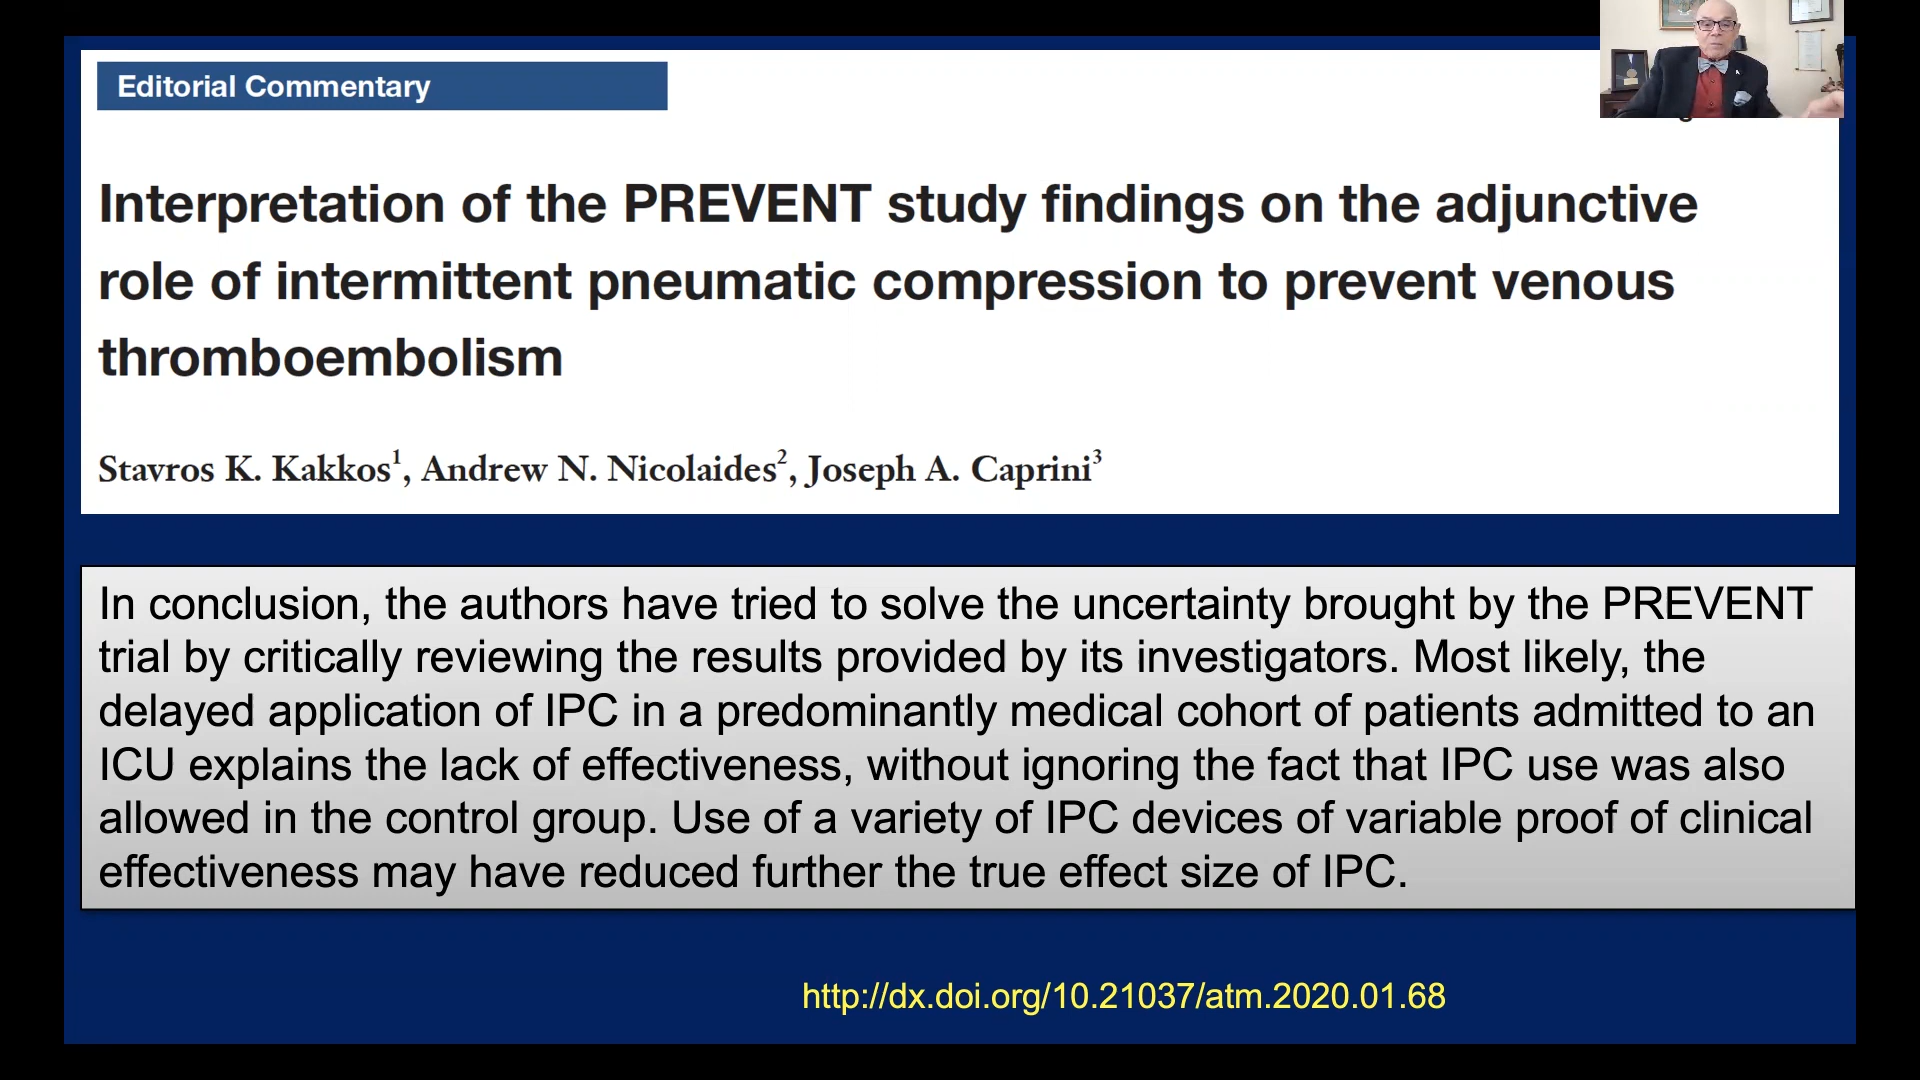 Editorial Commentary
Interpretation of the PREVENT study findings on the adjunctive
role of intermittent pneumatic compression to prevent venous
thromboembolism
Stavros K. Kakkos1, Andrew N. Nicolaides2, Joseph A. Caprini3
In conclusion, the authors have tried to solve the uncertainty brought by the PREVENT
trial by critically reviewing the results provided by its investigators. Most likely, the
delayed application of IPC in a predominantly medical cohort of patients admitted to an
ICU explains the lack of effectiveness, without ignoring the fact that IPC use was also
allowed in the control group. Use of a variety of IPC devices of variable proof of clinical
effectiveness may have reduced further the true effect size of IPC.
http://dx.doi.org/10.21037/atm.2020.01.68